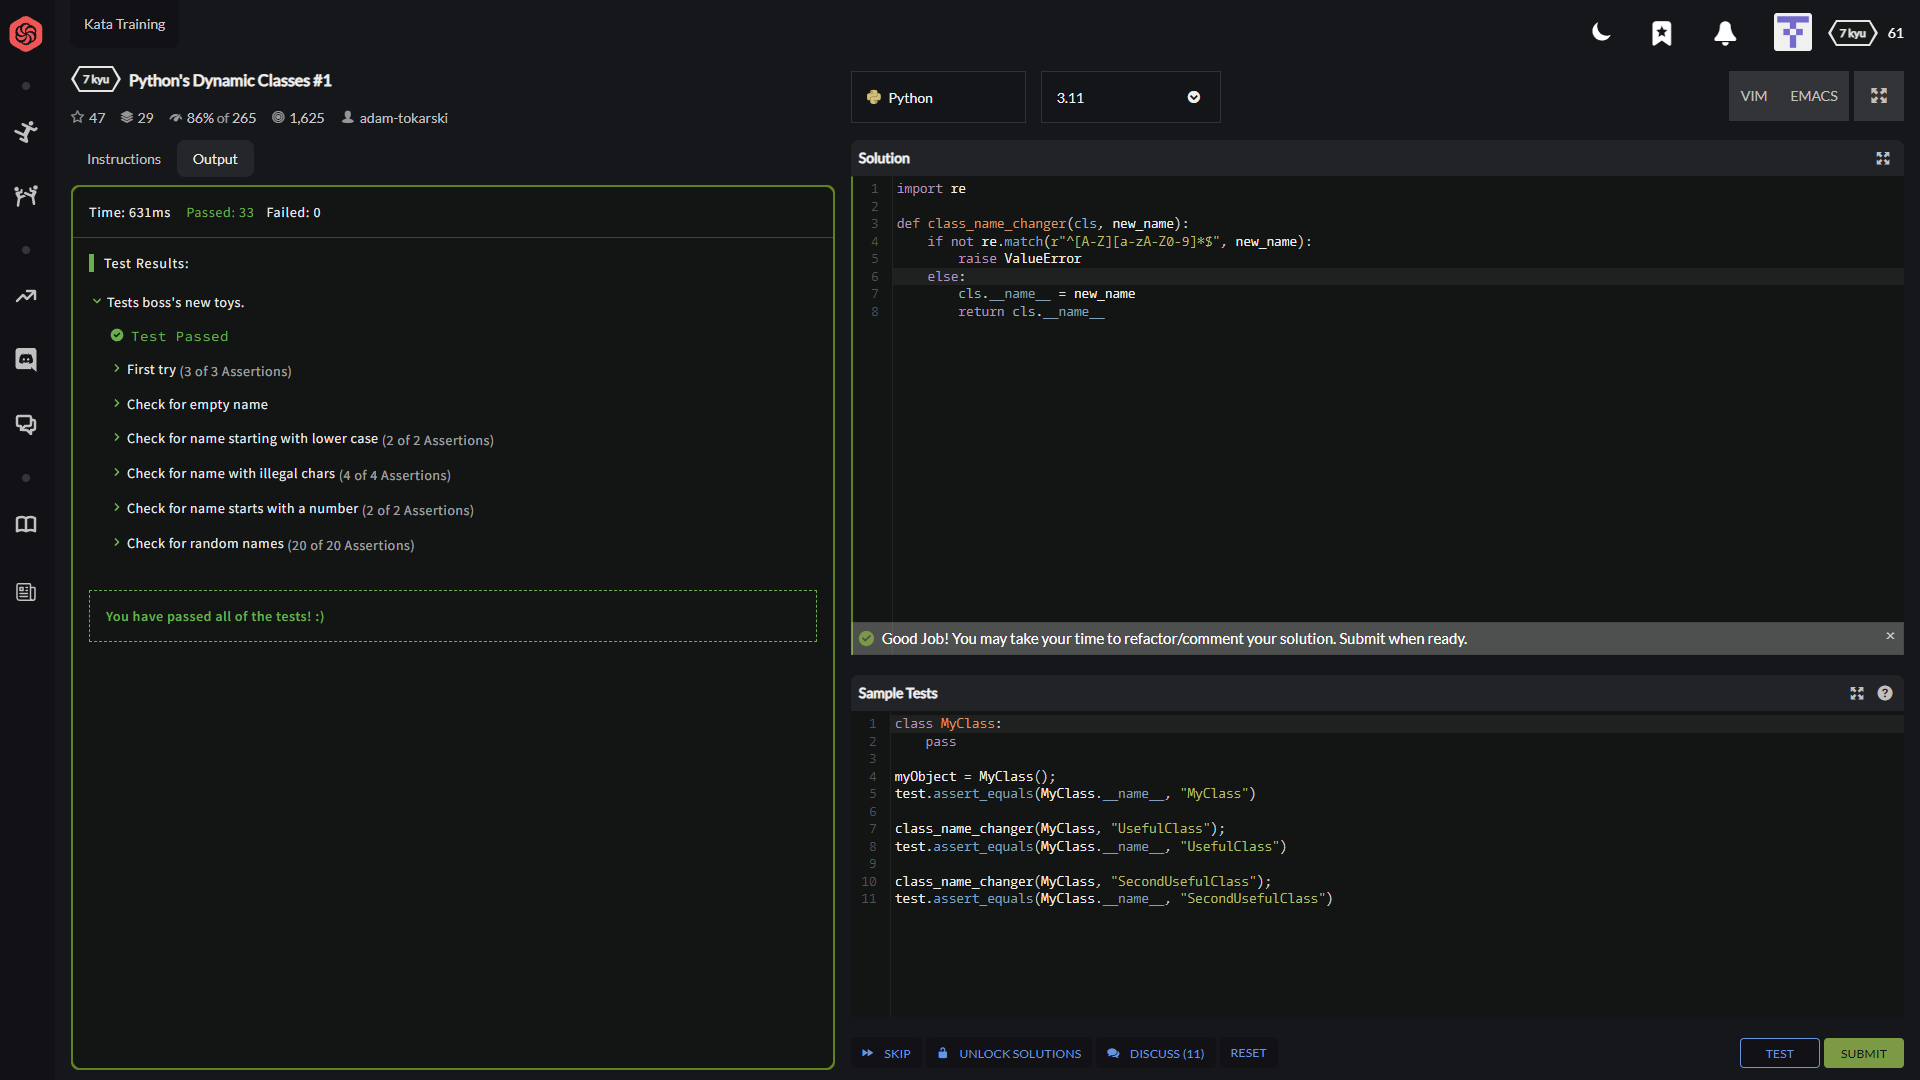 Kata Training
7 kyu
61
7 kyu Python's Dynamic Classes #1
47 29 86% of 265 1,625 adam-tokarski
Instructions Output
Time: 631ms Passed: 33 Failed: 0
Test Results:
Tests boss's new toys.
Test Passed
First try (3 of 3 Assertions)
Check for empty name
Check for name starting with lower case (2 of 2 Assertions)
Check for name with illegal chars (4 of 4 Assertions)
Check for name starts with a number (2 of 2 Assertions)
Check for random names (20 of 20 Assertions)
You have passed all of the tests! :)
Python
3.11
VIM EMACS
Solution
1 import re
2
3 def class_name_changer(cls, new_name):
4 if not re.match(r"^[A-Z][a-zA-Z0-9]*$", new_name):
5 raise ValueError
6 else:
7 cls.__name__ = new_name
8 return cls.__name__
Good Job! You may take your time to refactor/comment your solution. Submit when ready.
×
Sample Tests
?
1 class MyClass:
2 pass
3
4 myObject = MyClass();
5 test.assert_equals(MyClass.__name__, "MyClass")
6
7 class_name_changer(MyClass, "UsefulClass");
8 test.assert_equals(MyClass.__name__, "UsefulClass")
9
10 class_name_changer(MyClass, "SecondUsefulClass");
11 test.assert_equals(MyClass.__name__, "SecondUsefulClass")
SKIP UNLOCK SOLUTIONS DISCUSS (11) RESET
TEST SUBMIT